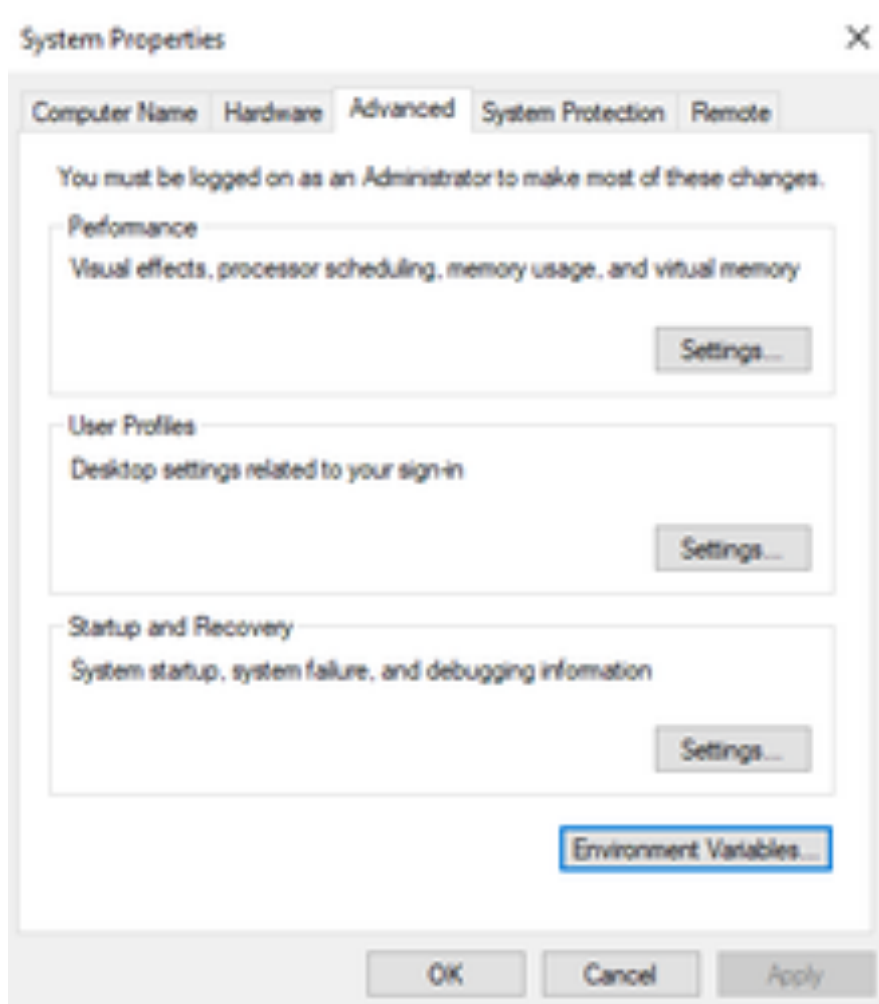 System Properties
Computer Name Hardware Advanced System Protection Remote
You must be logged on as an Administrator to make most of these changes.
Performance
Visual effects, processor scheduling, memory usage, and virtual memory
Settings...
User Profiles
Desktop settings related to your sign-in
Settings...
Startup and Recovery
System startup, system failure, and debugging information
Settings...
Environment Variables...
OK Cancel Apply